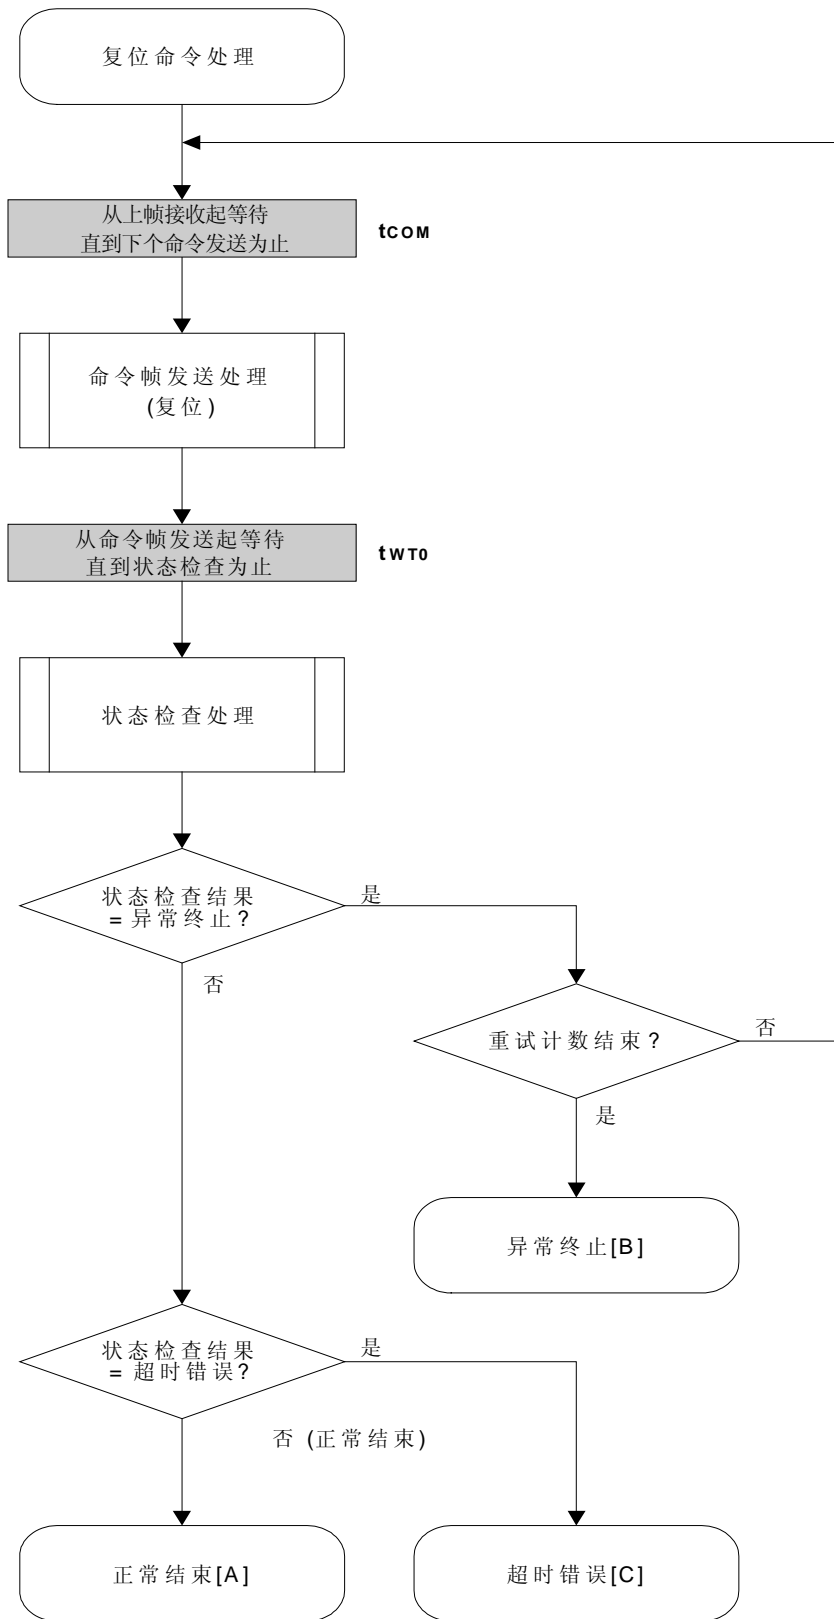 复位命令处理
从上帧接收起等待
直到下个命令发送为止
tCOM
命令帧发送处理
(复位)
从命令帧发送起等待
直到状态检查为止
tWT0
状态检查处理
状态检查结果
= 异常终止?
是
否
重试计数结束?
否
是
异常终止[B]
状态检查结果
= 超时错误?
是
否 (正常结束)
正常结束[A]
超时错误[C]